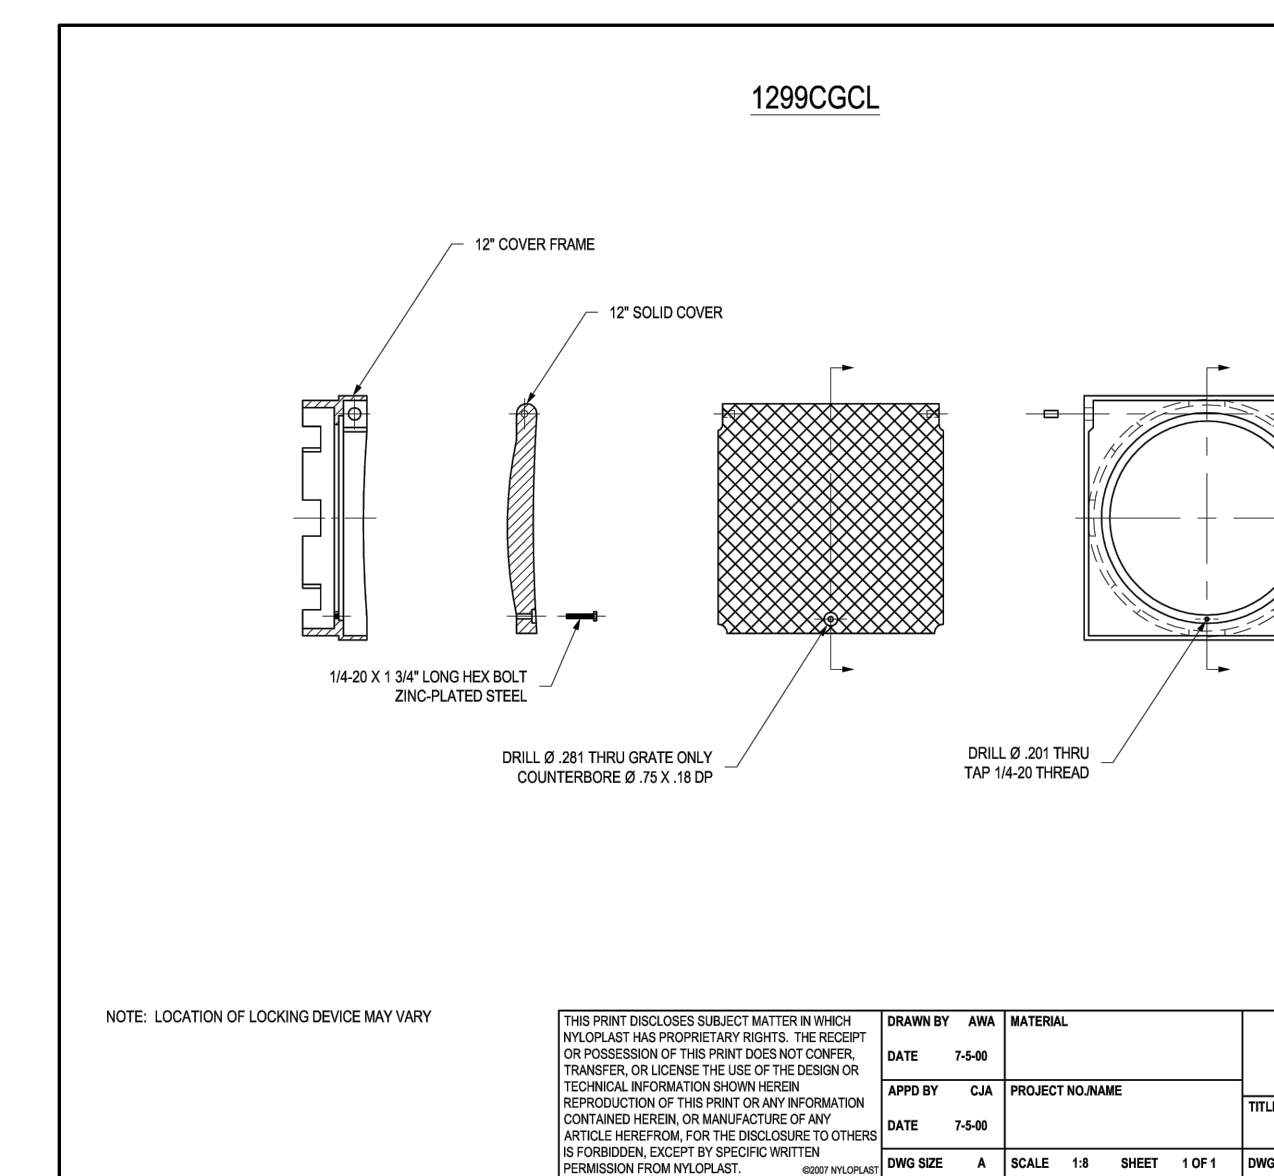 1299CGCL
12" COVER FRAME
12" SOLID COVER
1/4-20 X 1 3/4" LONG HEX BOLT
ZINC-PLATED STEEL
DRILL Ø .281 THRU GRATE ONLY
COUNTERBORE Ø .75 X .18 DP
DRILL Ø .201 THRU
TAP 1/4-20 THREAD
NOTE: LOCATION OF LOCKING DEVICE MAY VARY
THIS PRINT DISCLOSES SUBJECT MATTER IN WHICH
NYLOPLAST HAS PROPRIETARY RIGHTS. THE RECEIPT
OR POSSESSION OF THIS PRINT DOES NOT CONFER,
TRANSFER, OR LICENSE THE USE OF THE DESIGN OR
TECHNICAL INFORMATION SHOWN HEREIN
REPRODUCTION OF THIS PRINT OR ANY INFORMATION
CONTAINED HEREIN, OR MANUFACTURE OF ANY
ARTICLE HEREFROM, FOR THE DISCLOSURE TO OTHERS
IS FORBIDDEN, EXCEPT BY SPECIFIC WRITTEN
PERMISSION FROM NYLOPLAST.
©2007 NYLOPLAST
DRAWN BY AWA
DATE 7-5-00
APPD BY CJA
DATE 7-5-00
DWG SIZE A
MATERIAL
PROJECT NO./NAME
SCALE 1:8 SHEET 1 OF 1
DWG